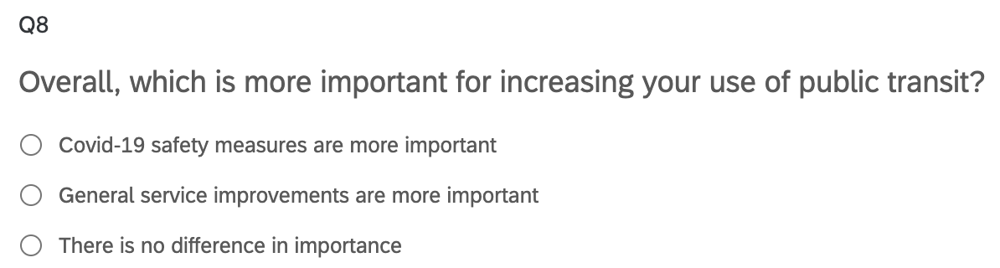 Q8
Overall, which is more important for increasing your use of public transit?
Covid-19 safety measures are more important
General service improvements are more important
There is no difference in importance